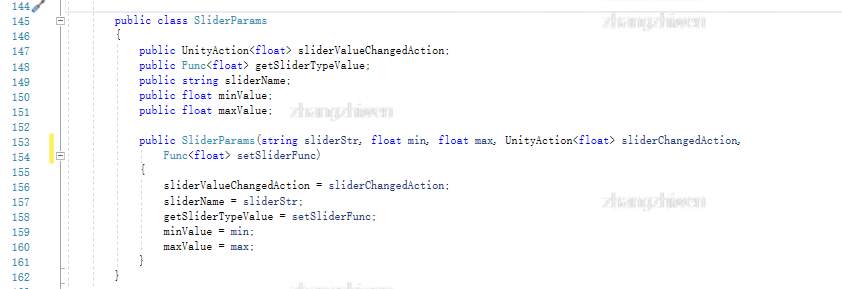 144
145 public class SliderParams
146 {
147 public UnityAction<float> sliderValueChangedAction;
148 public Func<float> getSliderTypeValue;
149 public string sliderName;
150 public float minValue;
151 public float maxValue;
152
153 public SliderParams(string sliderStr, float min, float max, UnityAction<float> sliderChangedAction,
154 Func<float> setSliderFunc)
155 {
156 sliderValueChangedAction = sliderChangedAction;
157 sliderName = sliderStr;
158 getSliderTypeValue = setSliderFunc;
159 minValue = min;
160 maxValue = max;
161 }
162 }
zhangzhiwen
zhangzhiwen
zhangzhiwen